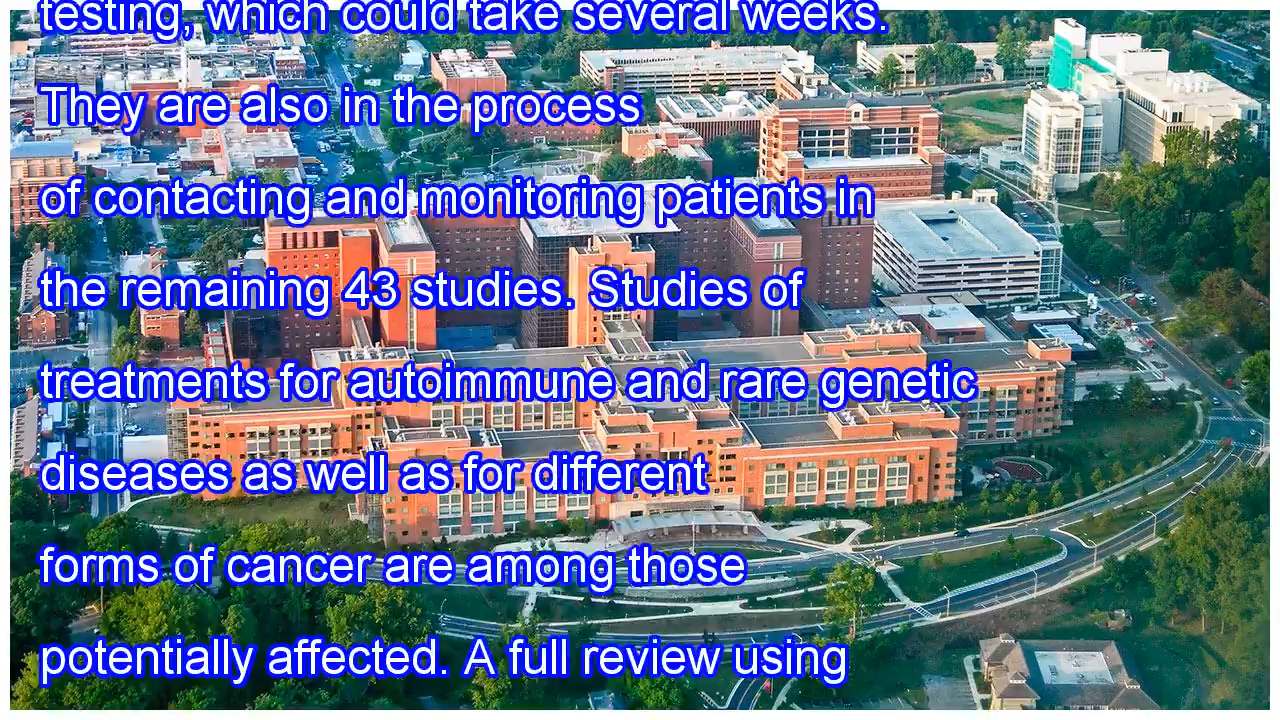 testing, which could take several weeks.
They are also in the process
of contacting and monitoring patients in
the remaining 43 studies. Studies of
treatments for autoimmune and rare genetic
diseases as well as for different
forms of cancer are among those
potentially affected. A full review using